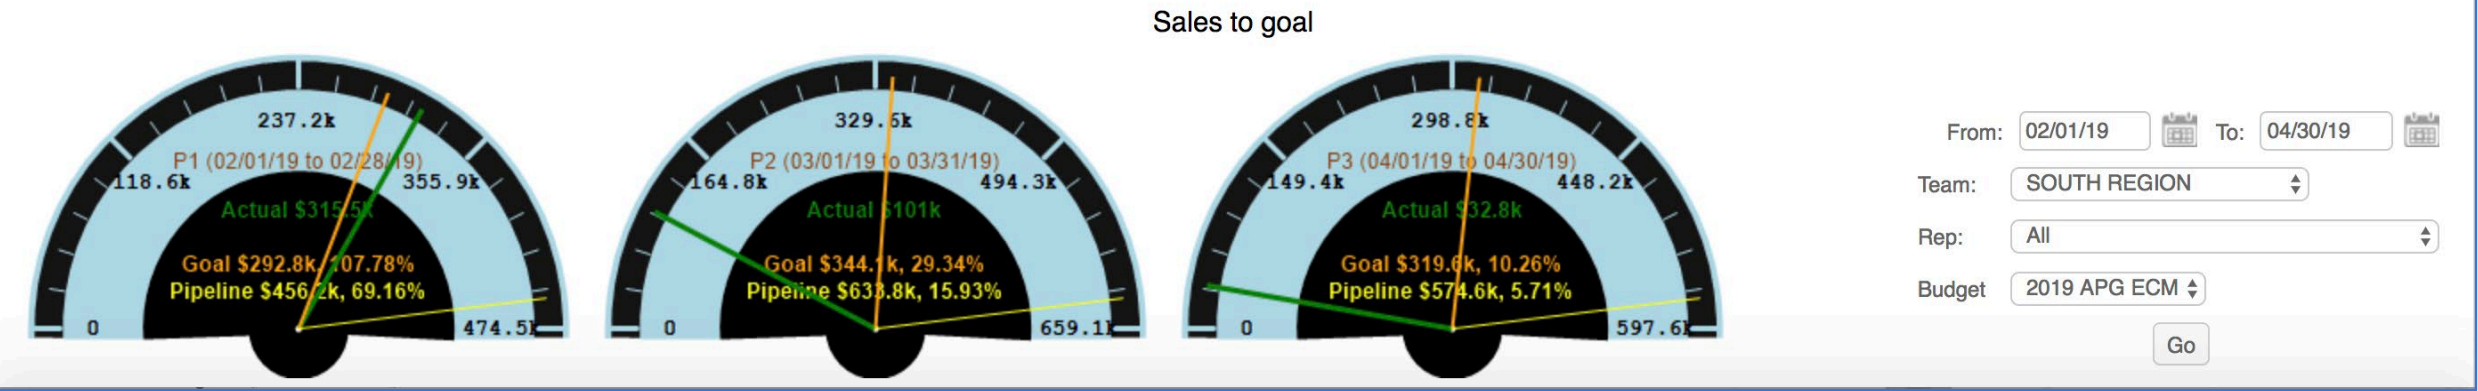 Sales to goal
237.2k
P1 (02/01/19 to 02/28/19)
118.6k
355.9k
Actual $315.5k
Goal $292.8k, 107.78%
Pipeline $456.2k, 69.16%
0
474.5k
329.5k
P2 (03/01/19 to 03/31/19)
164.8k
494.3k
Actual $101k
Goal $344.1k, 29.34%
Pipeline $633.8k, 15.93%
0
659.1k
298.8k
P3 (04/01/19 to 04/30/19)
149.4k
448.2k
Actual $32.8k
Goal $319.6k, 10.26%
Pipeline $574.6k, 5.71%
0
597.6k
From: 02/01/19 To: 04/30/19
Team: SOUTH REGION
Rep: All
Budget 2019 APG ECM
Go